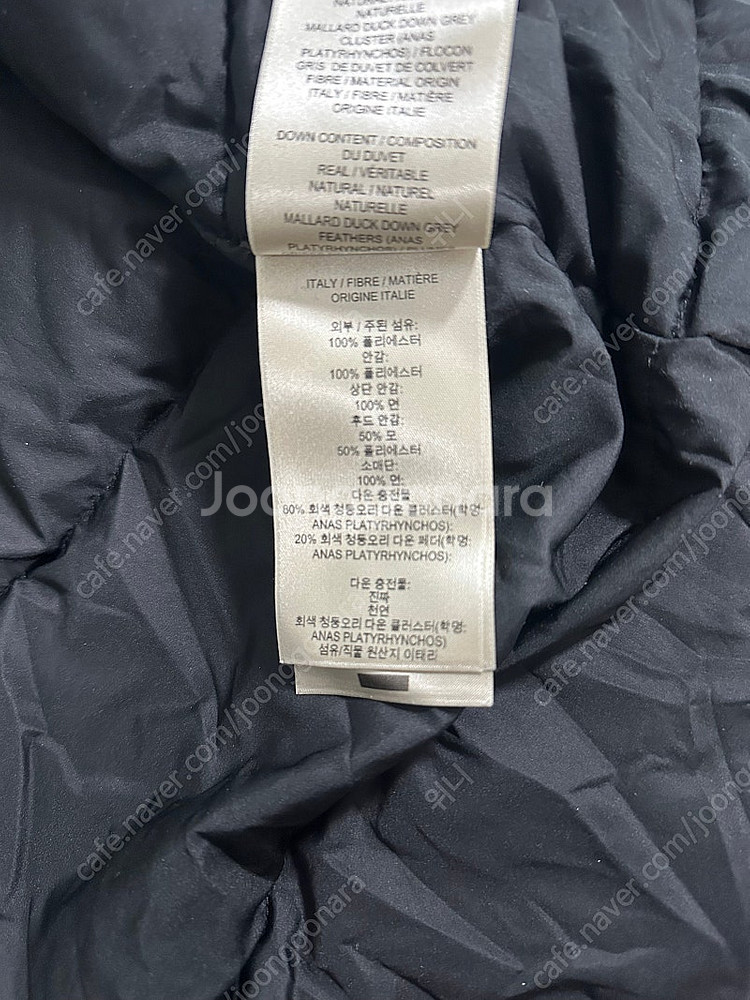 NATURELLE
MALLARD DUCK DOWN GREY
CLUSTER (ANAS
PLATYRHYNCHOS) / FLOCON
GRIS DE DUVET DE COLVERT
FIBRE / MATERIAL ORIGIN
ITALY / FIBRE / MATIÈRE
ORIGINE ITALIE
DOWN CONTENT / COMPOSITION
DU DUVET
REAL / VÉRITABLE
NATURAL / NATUREL
NATURELLE
MALLARD DUCK DOWN GREY
FEATHERS (ANAS
PLATYRHYNCHOS)
ITALY / FIBRE / MATIÈRE
ORIGINE ITALIE
외부 / 주된 섬유:
100% 폴리에스터
안감:
100% 폴리에스터
상단 안감:
100% 면
후드 안감:
50% 모
50% 폴리에스터
소매단:
100% 면:
다운 충전물
80% 회색 청둥오리 다운 클러스터(학명:
ANAS PLATYRHYNCHOS):
20% 회색 청둥오리 다운 페더(학명:
ANAS PLATYRHYNCHOS):
다운 충전물:
진짜
천연
회색 청둥오리 다운 클러스터(학명:
ANAS PLATYRHYNCHOS)
섬유/직물 원산지 이태리
Joonggonara
cafe.naver.com/joonggonara
위니